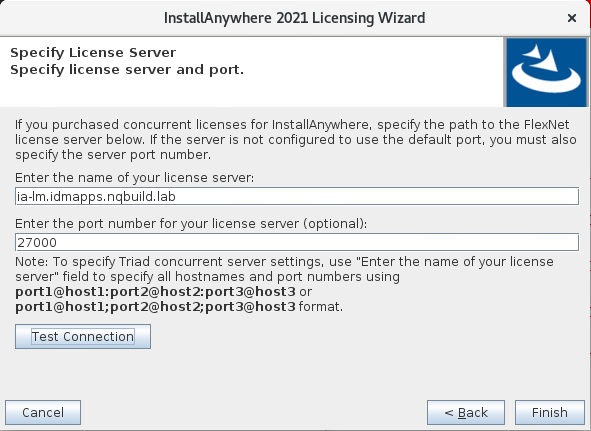 InstallAnywhere 2021 Licensing Wizard
Specify License Server
Specify license server and port.
If you purchased concurrent licenses for InstallAnywhere, specify the path to the FlexNet
license server below. If the server is not configured to use the default port, you must also
specify the server port number.
Enter the name of your license server:
ia-lm.idmapps.nqbuild.lab
Enter the port number for your license server (optional):
27000
Note: To specify Triad concurrent server settings, use "Enter the name of your license
server" field to specify all hostnames and port numbers using
port1@host1:port2@host2:port3@host3 or
port1@host1;port2@host2;port3@host3 format.
Test Connection
Cancel
< Back
Finish